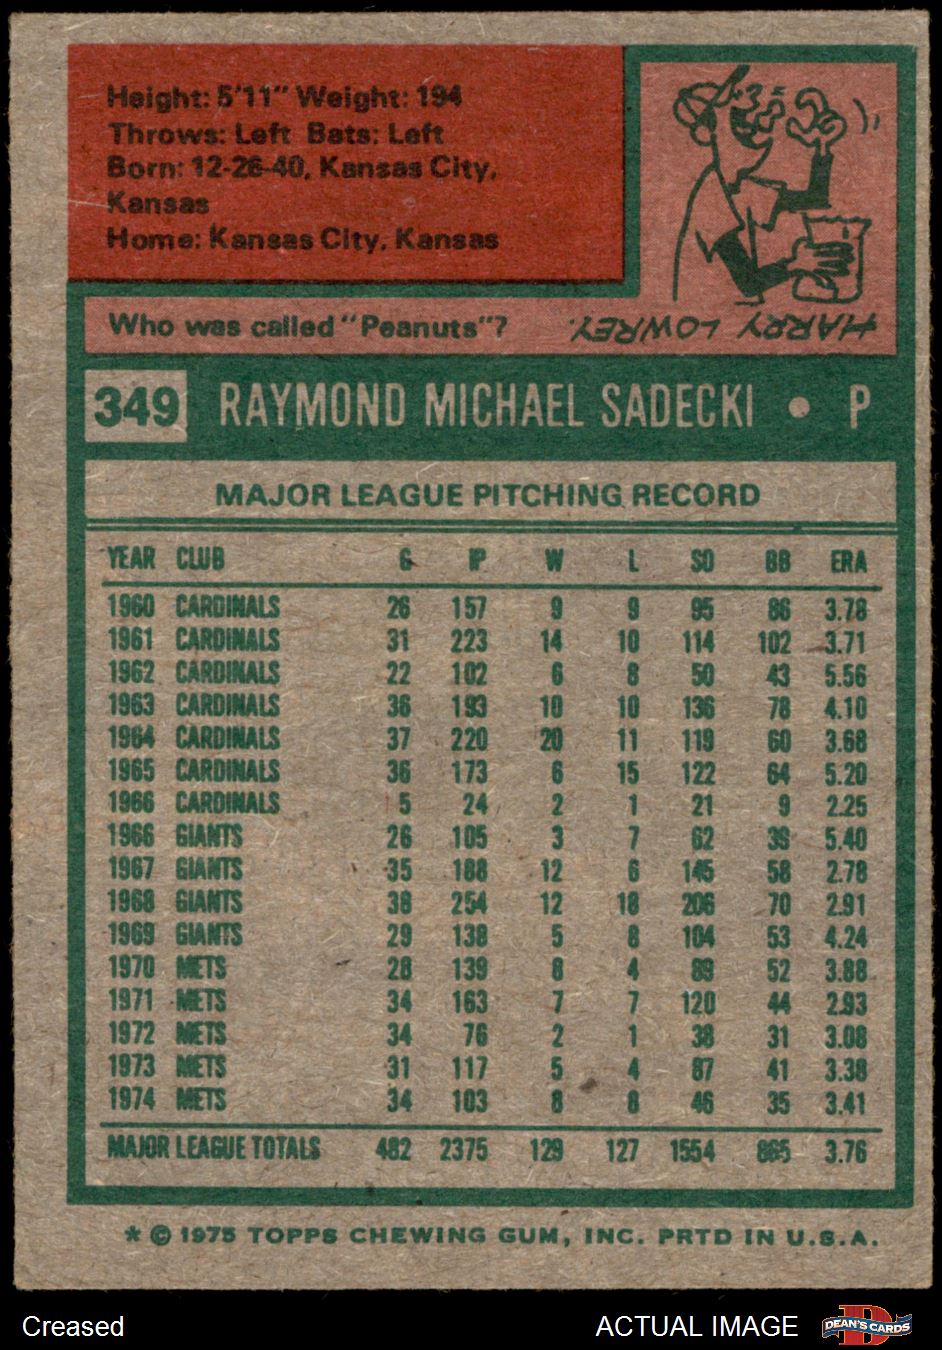 Height: 5'11" Weight: 194
Throws: Left Bats: Left
Born: 12-26-40, Kansas City,
Kansas
Home: Kansas City, Kansas
Who was called "Peanuts"?
HARRY LOWREY.
349 RAYMOND MICHAEL SADECKI • P
MAJOR LEAGUE PITCHING RECORD
YEAR CLUB G IP W L SO BB ERA
1960 CARDINALS 26 157 9 9 95 86 3.78
1961 CARDINALS 31 223 14 10 114 102 3.71
1962 CARDINALS 22 102 6 8 50 43 5.56
1963 CARDINALS 36 193 10 10 136 78 4.10
1964 CARDINALS 37 220 20 11 119 60 3.68
1965 CARDINALS 36 173 6 15 122 64 5.20
1966 CARDINALS 5 24 2 1 21 9 2.25
1966 GIANTS 26 105 3 7 62 39 5.40
1967 GIANTS 35 188 12 6 145 58 2.78
1968 GIANTS 38 254 12 18 206 70 2.91
1969 GIANTS 29 138 5 8 104 53 4.24
1970 METS 28 139 8 4 89 52 3.88
1971 METS 34 163 7 7 120 44 2.93
1972 METS 34 76 2 1 38 31 3.08
1973 METS 31 117 5 4 87 41 3.38
1974 METS 34 103 8 8 46 35 3.41
MAJOR LEAGUE TOTALS 482 2375 129 127 1554 865 3.76
* © 1975 TOPPS CHEWING GUM, INC. PRTD IN U.S.A.
Creased ACTUAL IMAGE DEAN'S CARDS